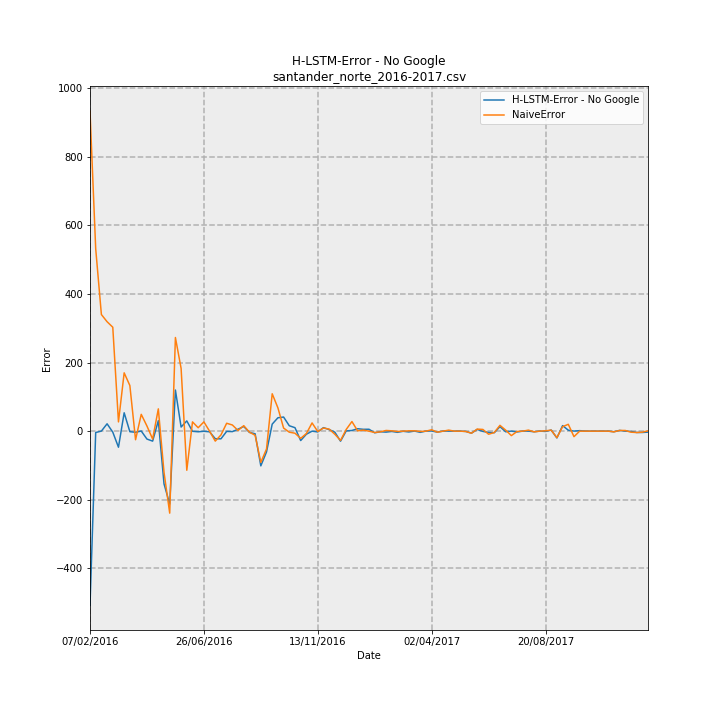 H-LSTM-Error - No Google
santander_norte_2016-2017.csv
H-LSTM-Error - No Google
NaiveError
1000
800
600
400
200
0
−200
−400
Error
07/02/2016 26/06/2016 13/11/2016 02/04/2017 20/08/2017
Date